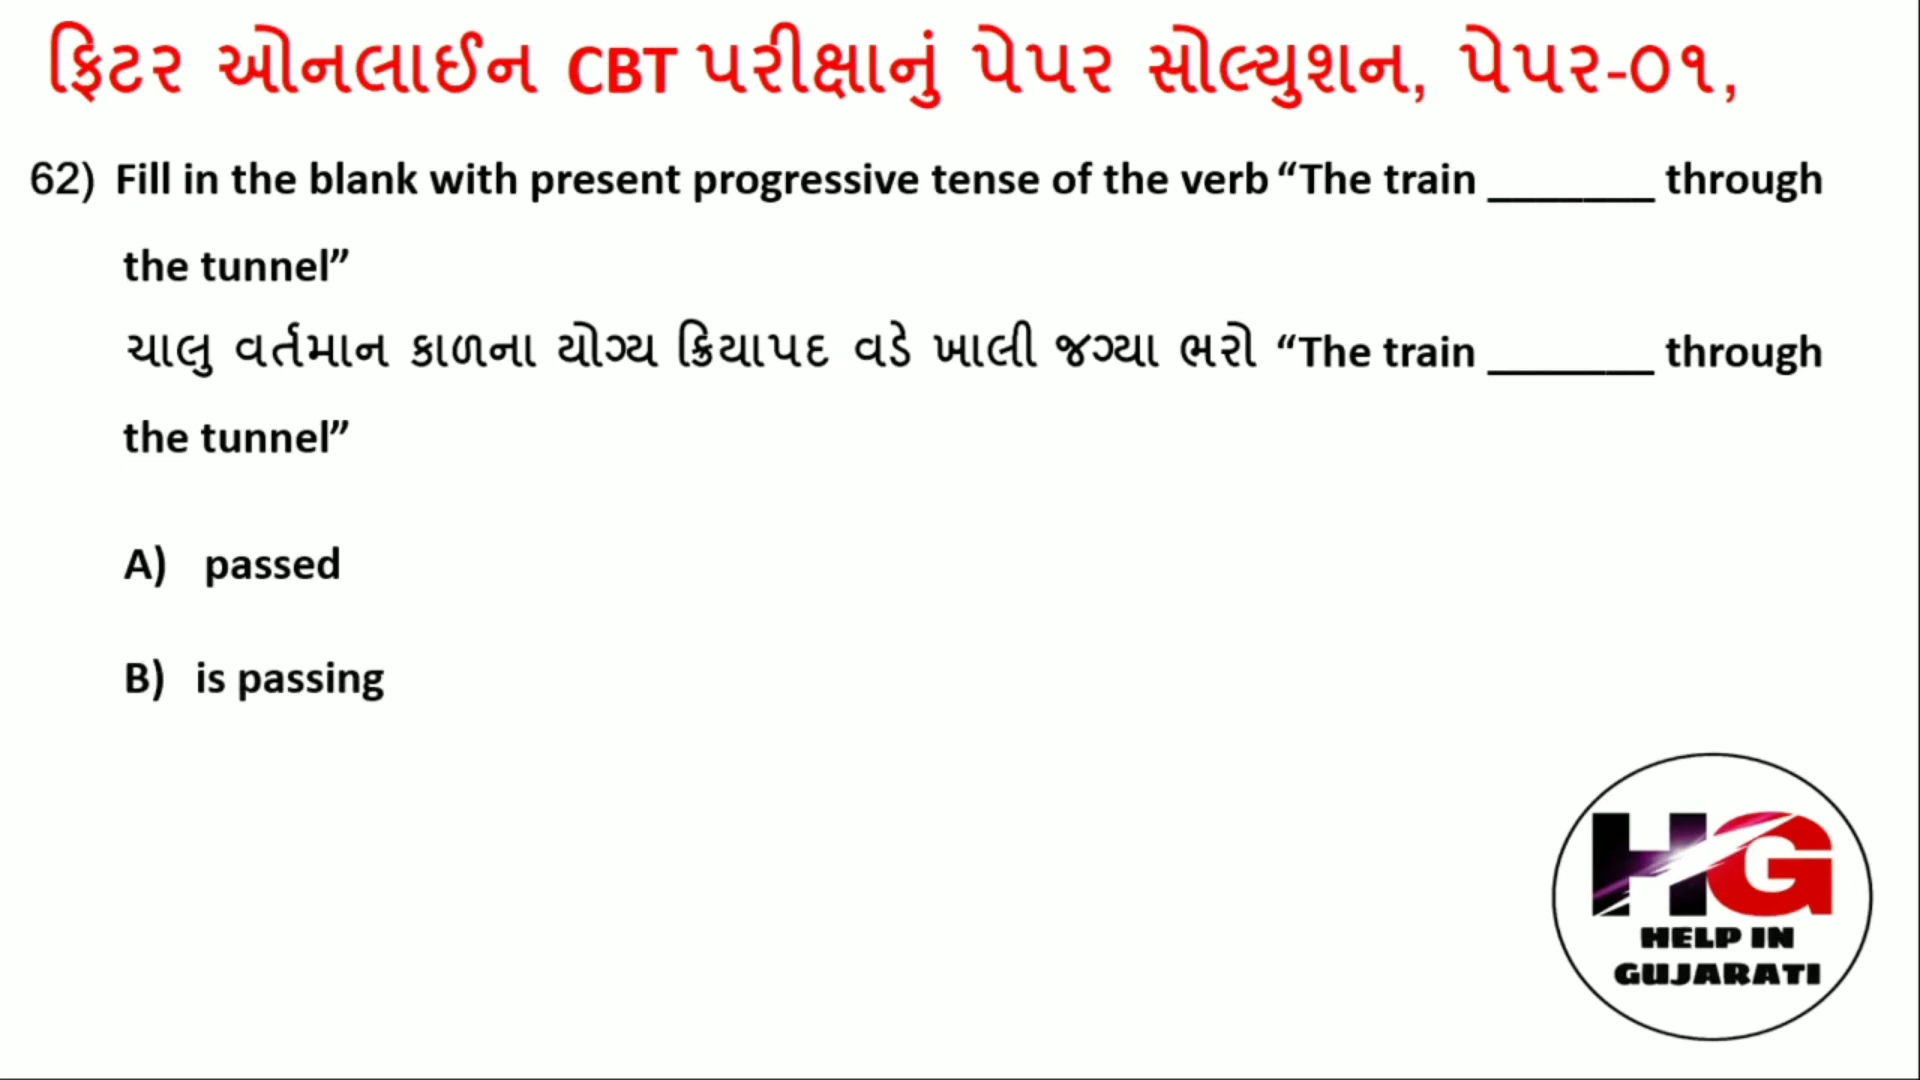 ફિટર ઓનલાઈન CBT પરીક્ષાનું પેપર સોલ્યુશન, પેપર-૦૧,
62) Fill in the blank with present progressive tense of the verb “The train _______ through
the tunnel”
ચાલુ વર્તમાન કાળના યોગ્ય ક્રિયાપદ વડે ખાલી જગ્યા ભરો “The train _______ through
the tunnel”
A) passed
B) is passing
HG
HELP IN
GUJARATI